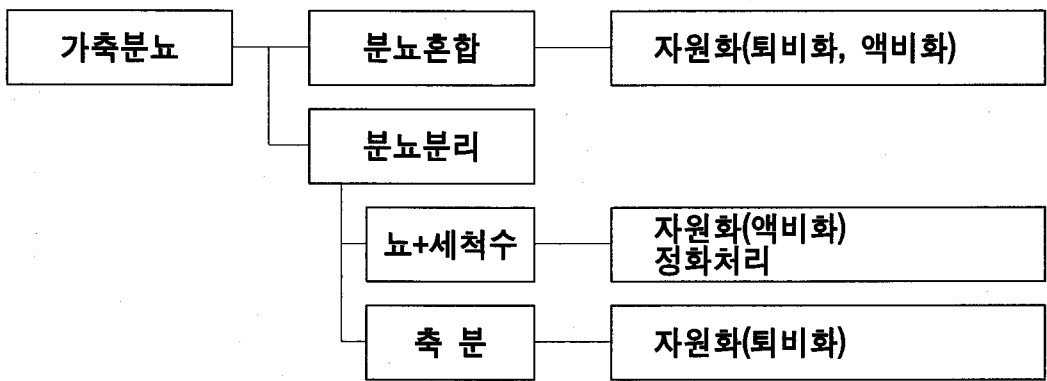 가축분뇨
분뇨혼합
자원화(퇴비화, 액비화)
분뇨분리
뇨+세척수
자원화(액비화)
정화처리
축 분
자원화(퇴비화)